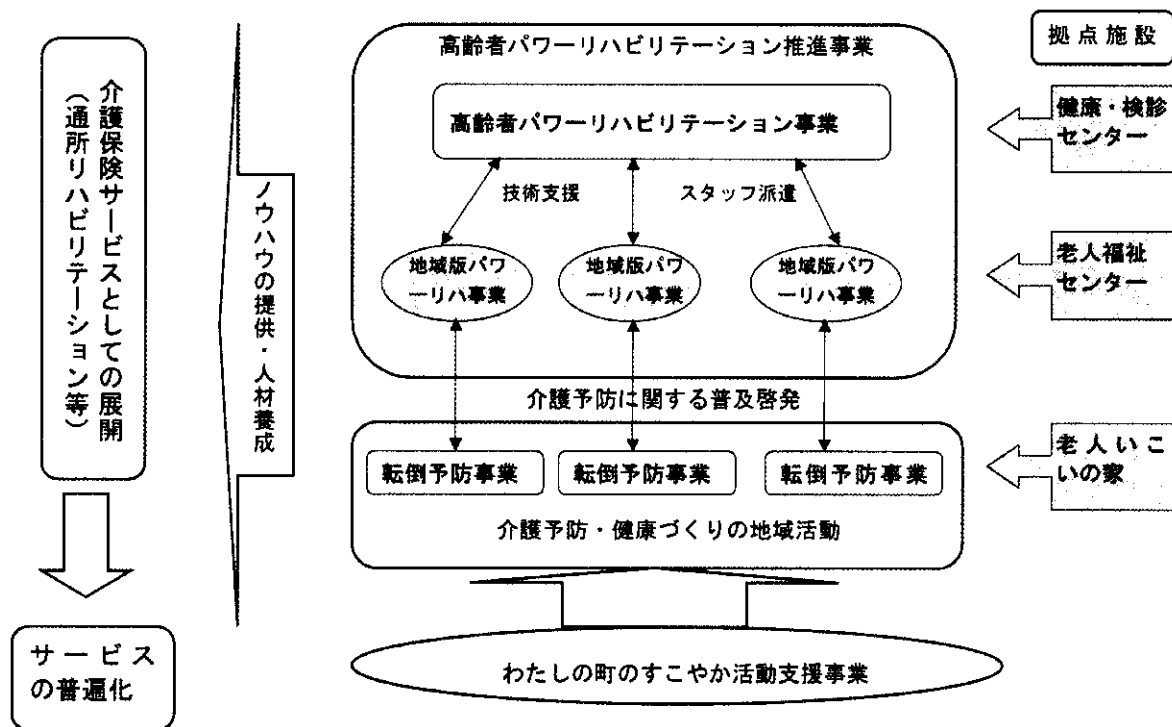 介護保険サービスとしての展開
（通所リハビリテーション等）
サービス
の普遍化
ノウハウの提供・人材養成
高齢者パワーリハビリテーション推進事業
高齢者パワーリハビリテーション事業
技術支援
スタッフ派遣
地域版パワ
ーリハ事業
地域版パワ
ーリハ事業
地域版パワ
ーリハ事業
介護予防に関する普及啓発
転倒予防事業
転倒予防事業
転倒予防事業
介護予防・健康づくりの地域活動
わたしの町のすこやか活動支援事業
拠点施設
健康・検診
センター
老人福祉
センター
老人いこ
いの家